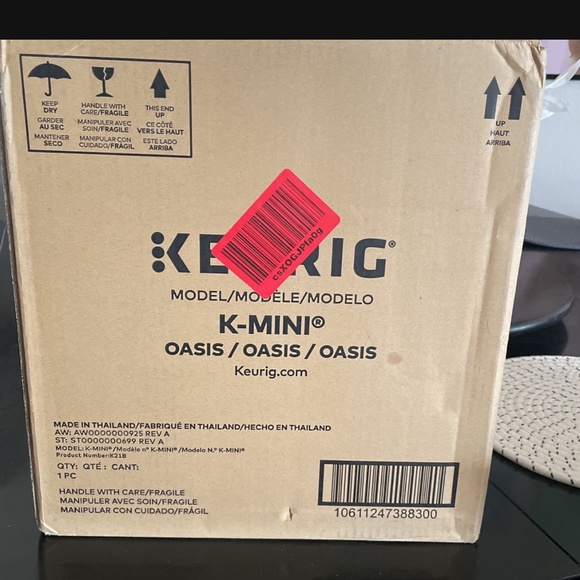 KEEP
DRY
GARDER
AU SEC
MANTENER
SECO
HANDLE WITH
CARE/FRAGILE
MANIPULER AVEC
SOIN/FRAGILE
MANIPULAR CON
CUIDADO/FRÁGIL
THIS END
UP
CE CÔTÉ
VERS LE HAUT
ESTE LADO
ARRIBA
UP
HAUT
ARRIBA
csXOGJPfa0g
KEURIG®
MODEL/MODÈLE/MODELO
K-MINI®
OASIS / OASIS / OASIS
Keurig.com
MADE IN THAILAND/FABRIQUÉ EN THAILAND/HECHO EN THAILAND
AW: AW0000000925 REV A
ST: ST0000000699 REV A
MODEL: K-MINI® /Modèle n° K-MINI® /Modelo N.° K-MINI®
Product Number:K21B
QTY: QTÉ : CANT:
1 PC
HANDLE WITH CARE/FRAGILE
MANIPULER AVEC SOIN/FRAGILE
MANIPULAR CON CUIDADO/FRÁGIL
10611247388300